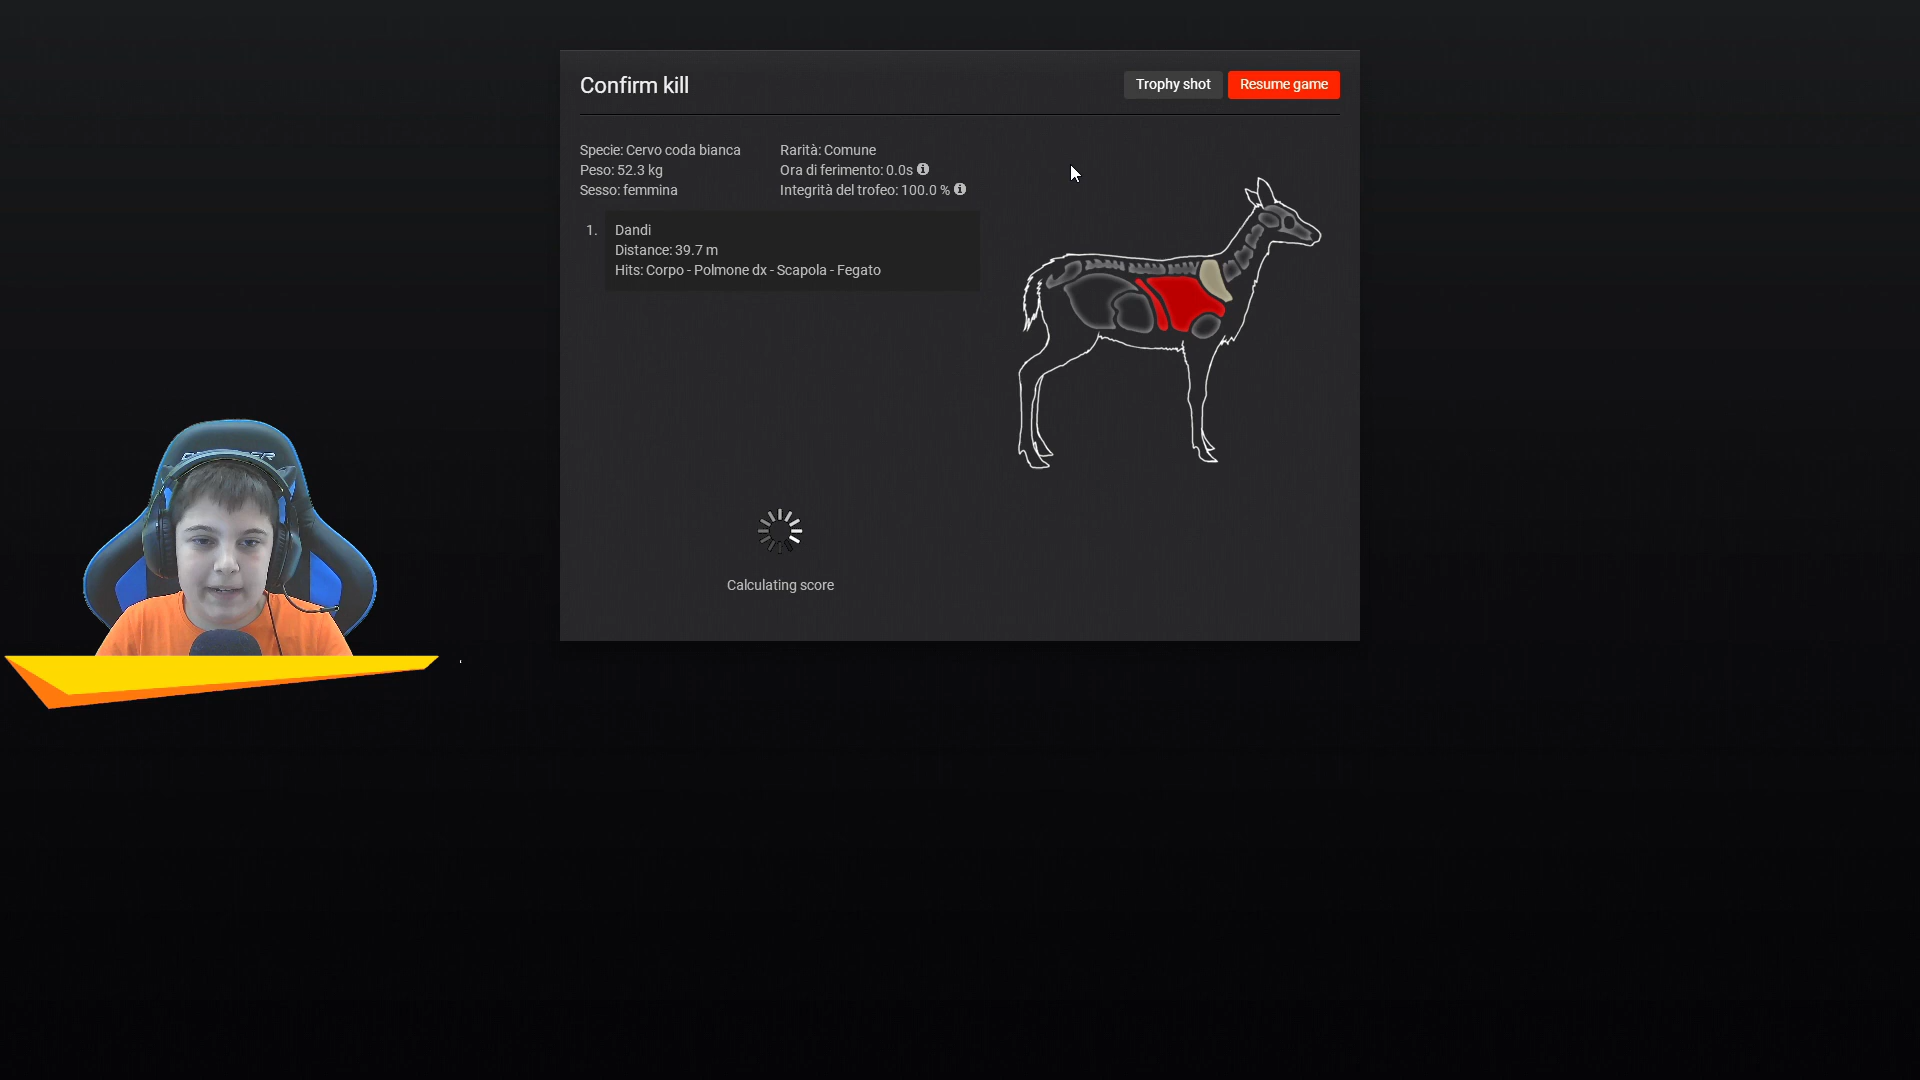 Confirm kill
Trophy shot
Resume game
Specie: Cervo coda bianca
Peso: 52.3 kg
Sesso: femmina
Rarità: Comune
Ora di ferimento: 0.0s
Integrità del trofeo: 100.0 %
1.
Dandi
Distance: 39.7 m
Hits: Corpo - Polmone dx - Scapola - Fegato
Calculating score